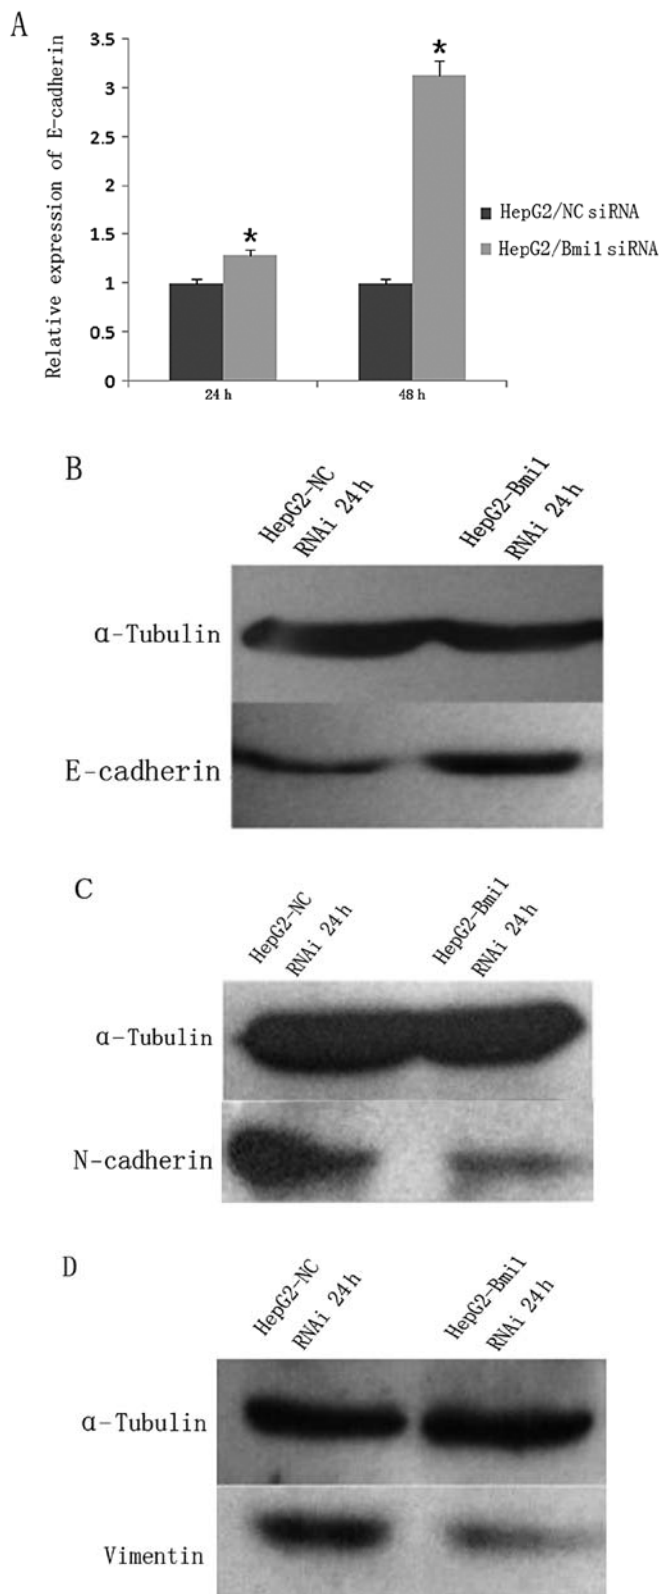 A
Relative expression of E-cadherin
3.5
3
2.5
2
1.5
1
0.5
0
*
*
24 h
48 h
HepG2/NC siRNA
HepG2/Bmi1 siRNA
B
HepG2-NC
RNAi 24 h
HepG2-Bmi1
RNAi 24 h
α-Tubulin
E-cadherin
C
HepG2-NC
RNAi 24 h
HepG2-Bmi1
RNAi 24 h
α-Tubulin
N-cadherin
D
HepG2-NC
RNAi 24 h
HepG2-Bmi1
RNAi 24 h
α-Tubulin
Vimentin